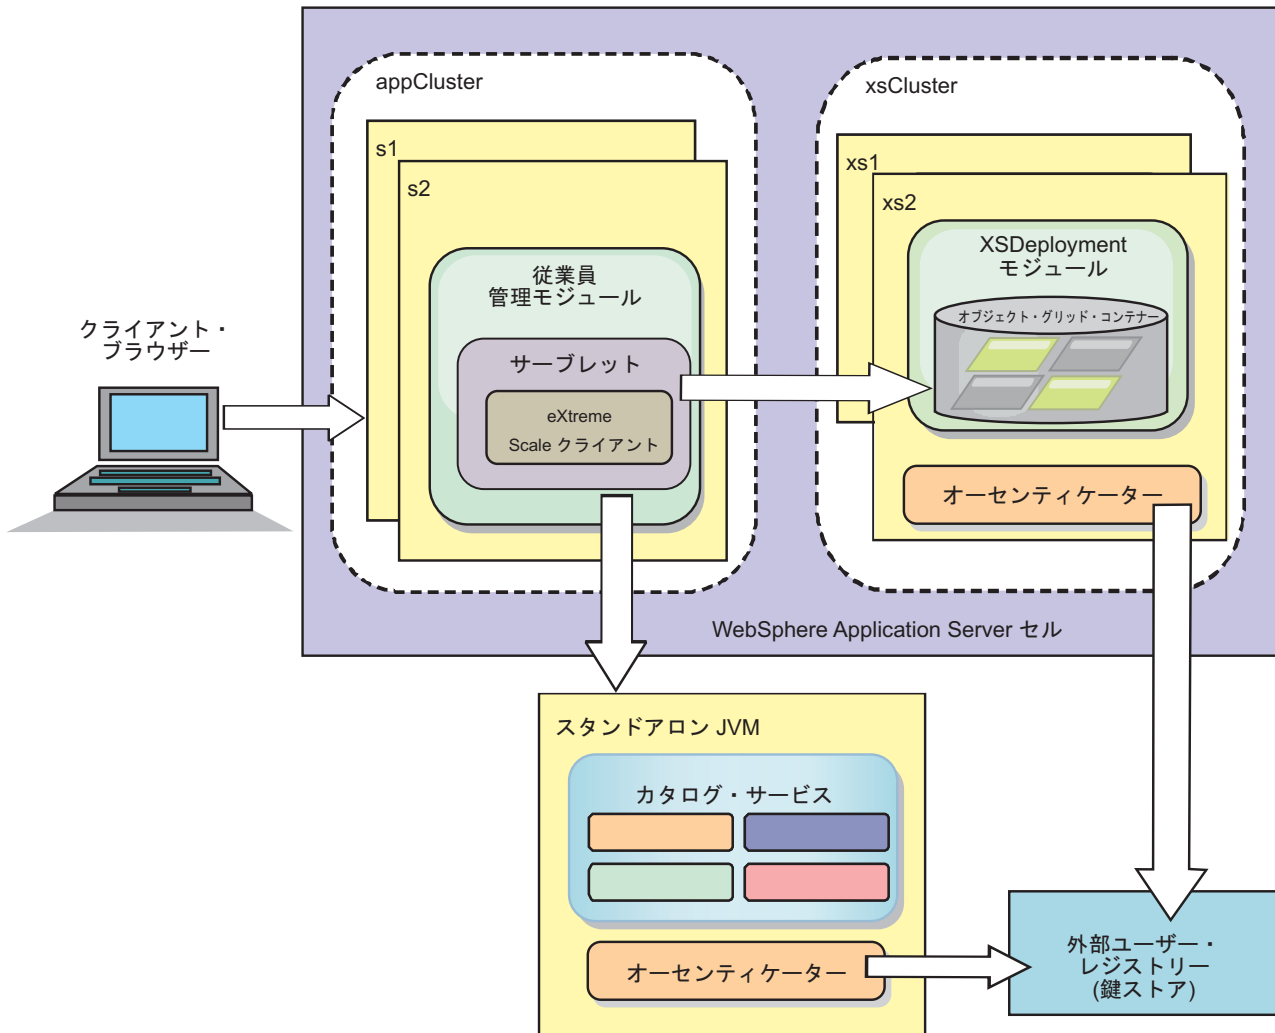 appCluster
s1
s2
従業員
管理モジュール
サーブレット
eXtreme
Scale クライアント
クライアント・
ブラウザー
xsCluster
xs1
xs2
XSDeployment
モジュール
オブジェクト・グリッド・コンテナー
オーセンティケーター
WebSphere Application Server セル
スタンドアロン JVM
カタログ・サービス
オーセンティケーター
外部ユーザー・
レジストリー
(鍵ストア)